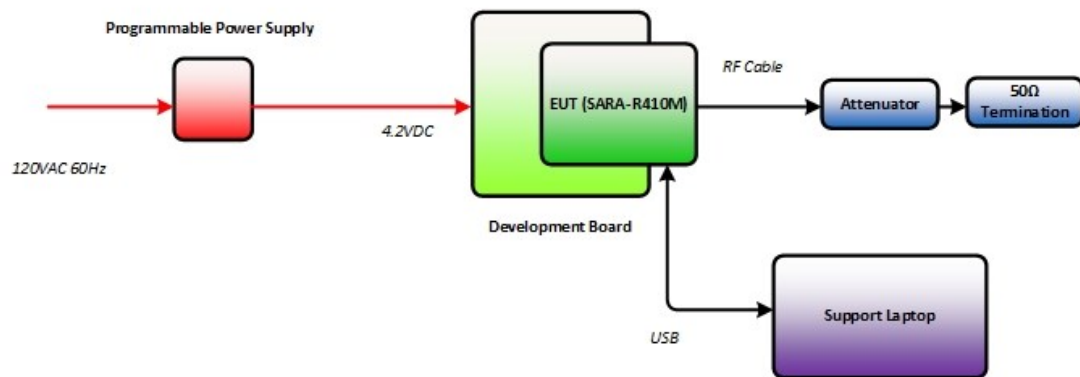 Programmable Power Supply
120VAC 60Hz
4.2VDC
EUT (SARA-R410M)
Development Board
RF Cable
Attenuator
50Ω
Termination
USB
Support Laptop